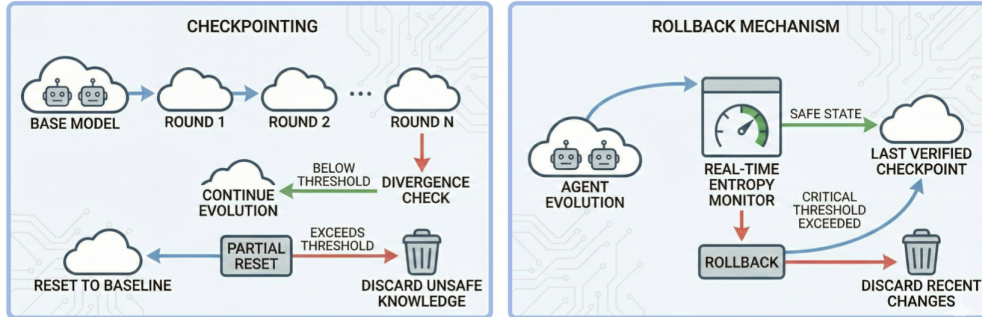 CHECKPOINTING
BASE MODEL
ROUND 1
ROUND 2
...
ROUND N
BELOW
THRESHOLD
CONTINUE
EVOLUTION
DIVERGENCE
CHECK
EXCEEDS
THRESHOLD
PARTIAL
RESET
RESET TO BASELINE
DISCARD UNSAFE
KNOWLEDGE
ROLLBACK MECHANISM
AGENT
EVOLUTION
REAL-TIME
ENTROPY
MONITOR
SAFE STATE
LAST VERIFIED
CHECKPOINT
CRITICAL
THRESHOLD
EXCEEDED
ROLLBACK
DISCARD RECENT
CHANGES